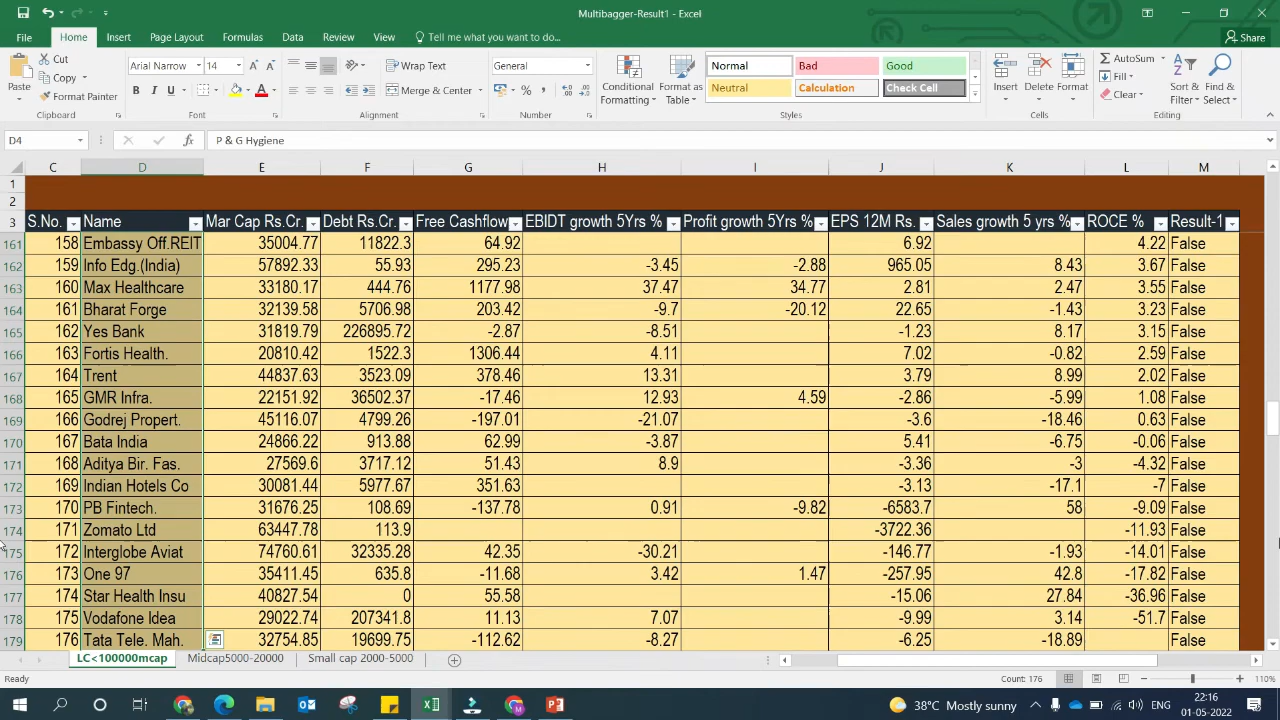 Multibagger-Result1 - Excel
File Home Insert Page Layout Formulas Data Review View Tell me what you want to do... Share
Paste Cut Copy Format Painter Clipboard
Arial Narrow 14 A A B I U A Font
Wrap Text Merge & Center Alignment
General % , Number
Conditional Formatting Format as Table Normal Bad Good Neutral Calculation Check Cell Styles
Insert Delete Format Cells
AutoSum Fill Clear Sort & Filter Find & Select Editing
D4 fx P & G Hygiene
C D E F G H I J K L M
1
2
3 S.No. Name Mar Cap Rs.Cr. Debt Rs.Cr. Free Cashflow EBIDT growth 5Yrs % Profit growth 5Yrs % EPS 12M Rs. Sales growth 5 yrs % ROCE % Result-1
161 158 Embassy Off.REIT 35004.77 11822.3 64.92 6.92 4.22 False
162 159 Info Edg.(India) 57892.33 55.93 295.23 -3.45 -2.88 965.05 8.43 3.67 False
163 160 Max Healthcare 33180.17 444.76 1177.98 37.47 34.77 2.81 2.47 3.55 False
164 161 Bharat Forge 32139.58 5706.98 203.42 -9.7 -20.12 22.65 -1.43 3.23 False
165 162 Yes Bank 31819.79 226895.72 -2.87 -8.51 -1.23 8.17 3.15 False
166 163 Fortis Health. 20810.42 1522.3 1306.44 4.11 7.02 -0.82 2.59 False
167 164 Trent 44837.63 3523.09 378.46 13.31 3.79 8.99 2.02 False
168 165 GMR Infra. 22151.92 36502.37 -17.46 12.93 4.59 -2.86 -5.99 1.08 False
169 166 Godrej Propert. 45116.07 4799.26 -197.01 -21.07 -3.6 -18.46 0.63 False
170 167 Bata India 24866.22 913.88 62.99 -3.87 5.41 -6.75 -0.06 False
171 168 Aditya Bir. Fas. 27569.6 3717.12 51.43 8.9 -3.36 -3 -4.32 False
172 169 Indian Hotels Co 30081.44 5977.67 351.63 -3.13 -17.1 -7 False
173 170 PB Fintech. 31676.25 108.69 -137.78 0.91 -9.82 -6583.7 58 -9.09 False
174 171 Zomato Ltd 63447.78 113.9 -3722.36 -11.93 False
175 172 Interglobe Aviat 74760.61 32335.28 42.35 -30.21 -146.77 -1.93 -14.01 False
176 173 One 97 35411.45 635.8 -11.68 3.42 1.47 -257.95 42.8 -17.82 False
177 174 Star Health Insu 40827.54 0 55.58 -15.06 27.84 -36.96 False
178 175 Vodafone Idea 29022.74 207341.8 11.13 7.07 -9.99 3.14 -51.7 False
179 176 Tata Tele. Mah. 32754.85 19699.75 -112.62 -8.27 -6.25 -18.89 False
LC<100000mcap Midcap5000-20000 Small cap 2000-5000
Ready Count: 176 110%
38°C Mostly sunny 22:16
01-05-2022